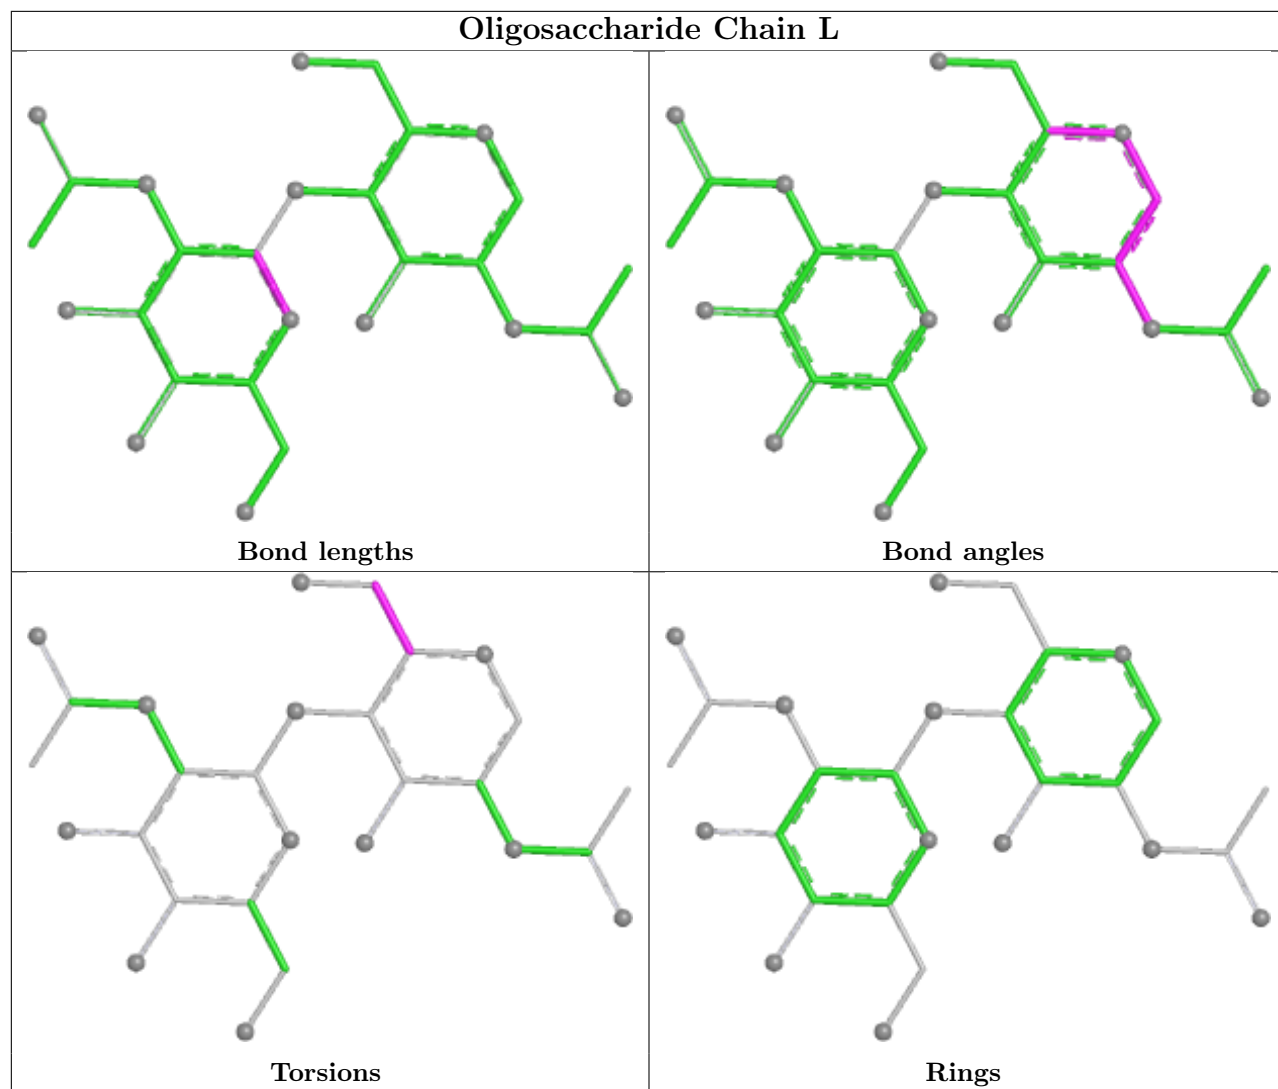 Oligosaccharide Chain L
Bond lengths
Bond angles
Torsions
Rings